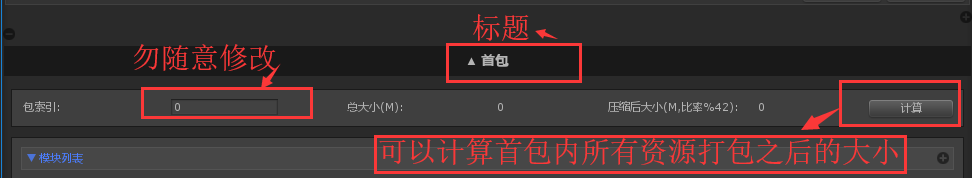 标题
勿随意修改
▲ 首包
包索引: 0 总大小(M): 0 压缩后大小(M,比率%42): 0 计算
可以计算首包内所有资源打包之后的大小
▼模块列表